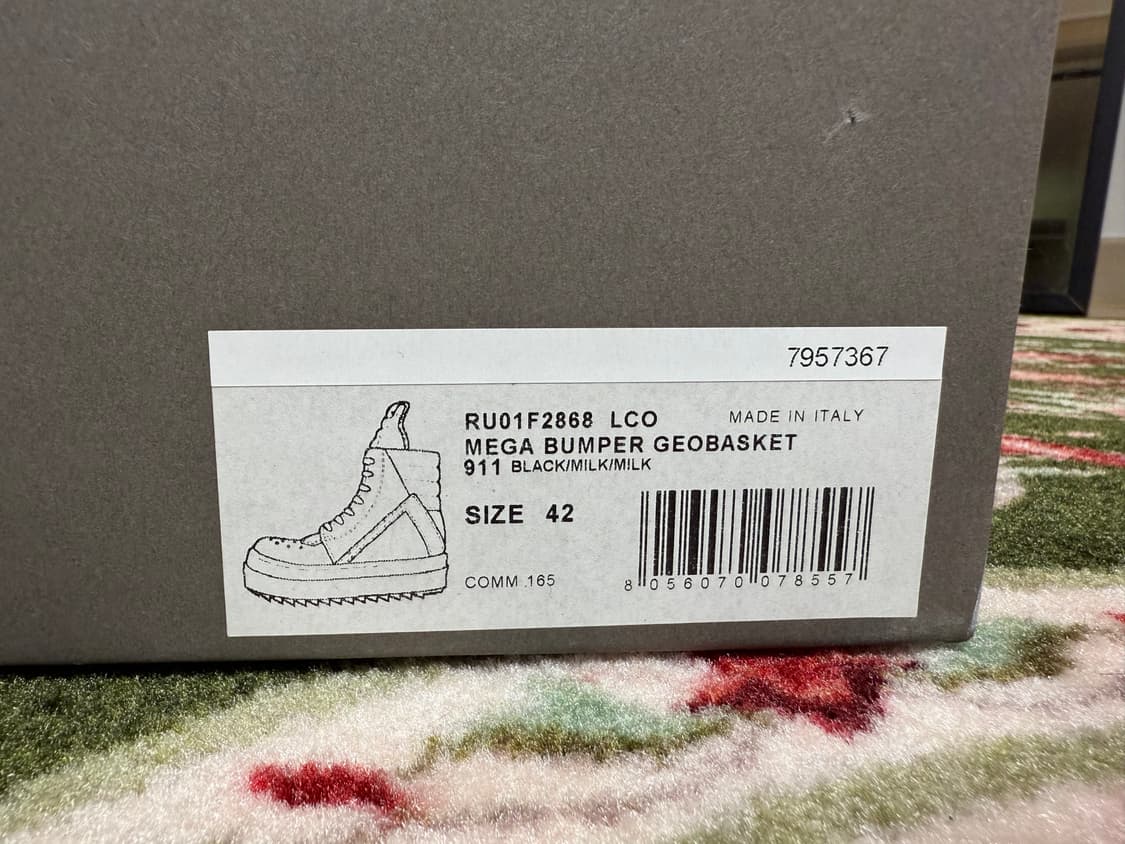 7957367
RU01F2868 LCO MADE IN ITALY
MEGA BUMPER GEOBASKET
911 BLACK/MILK/MILK
SIZE 42
COMM.165
8 056070 078557